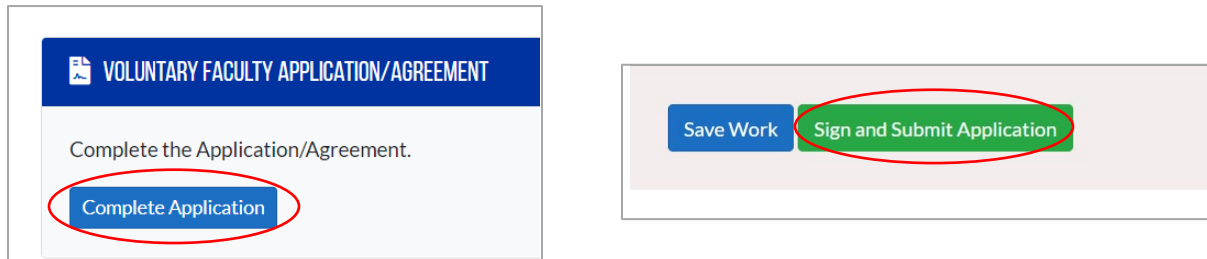 VOLUNTARY FACULTY APPLICATION/AGREEMENT
Complete the Application/Agreement.
Complete Application
Save Work
Sign and Submit Application